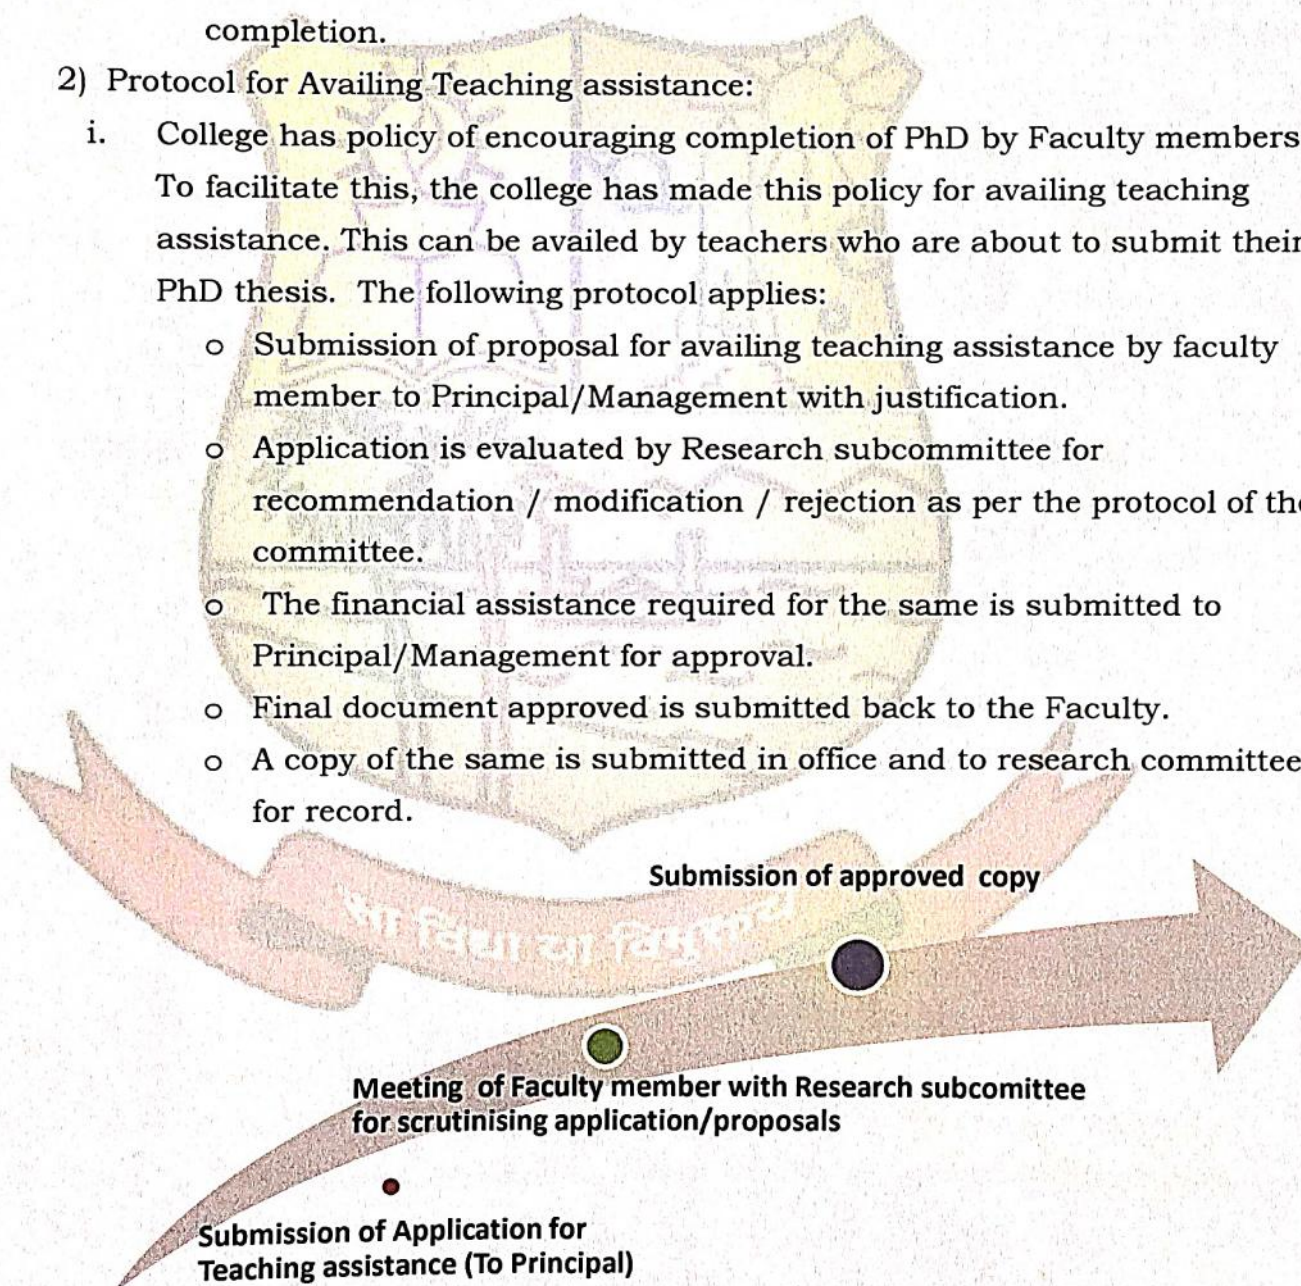 completion.
2) Protocol for Availing Teaching assistance:
i. College has policy of encouraging completion of PhD by Faculty members
To facilitate this, the college has made this policy for availing teaching
assistance. This can be availed by teachers who are about to submit their
PhD thesis. The following protocol applies:
o Submission of proposal for availing teaching assistance by faculty
member to Principal/Management with justification.
o Application is evaluated by Research subcommittee for
recommendation / modification / rejection as per the protocol of the
committee.
o The financial assistance required for the same is submitted to
Principal/Management for approval.
o Final document approved is submitted back to the Faculty.
o A copy of the same is submitted in office and to research committee
for record.
Submission of approved copy
सा विद्या या
Meeting of Faculty member with Research subcomittee
for scrutinising application/proposals
Submission of Application for
Teaching assistance (To Principal)